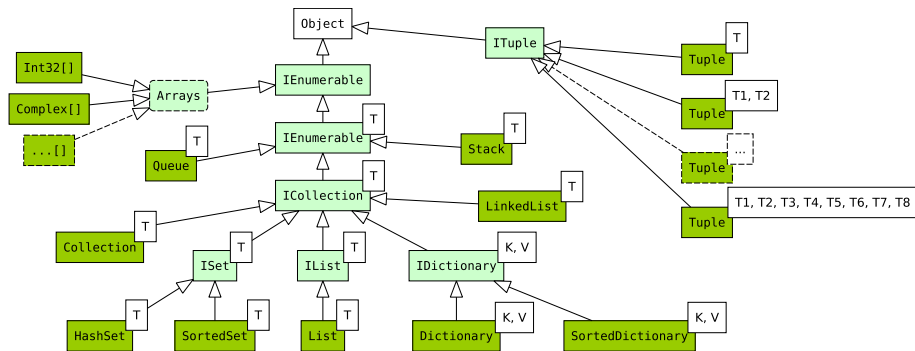 Object
T
ITuple
Tuple
Int32[]
IEnumerable
Arrays
T1, T2
Complex[]
Tuple
T
IEnumerable
T
T
...[]
Stack
...
Queue
Tuple
T
ICollection
T
LinkedList
T1, T2, T3, T4, T5, T6, T7, T8
Tuple
T
Collection
T
ISet
T
IList
K, V
IDictionary
T
HashSet
T
SortedSet
T
List
K, V
Dictionary
K, V
SortedDictionary